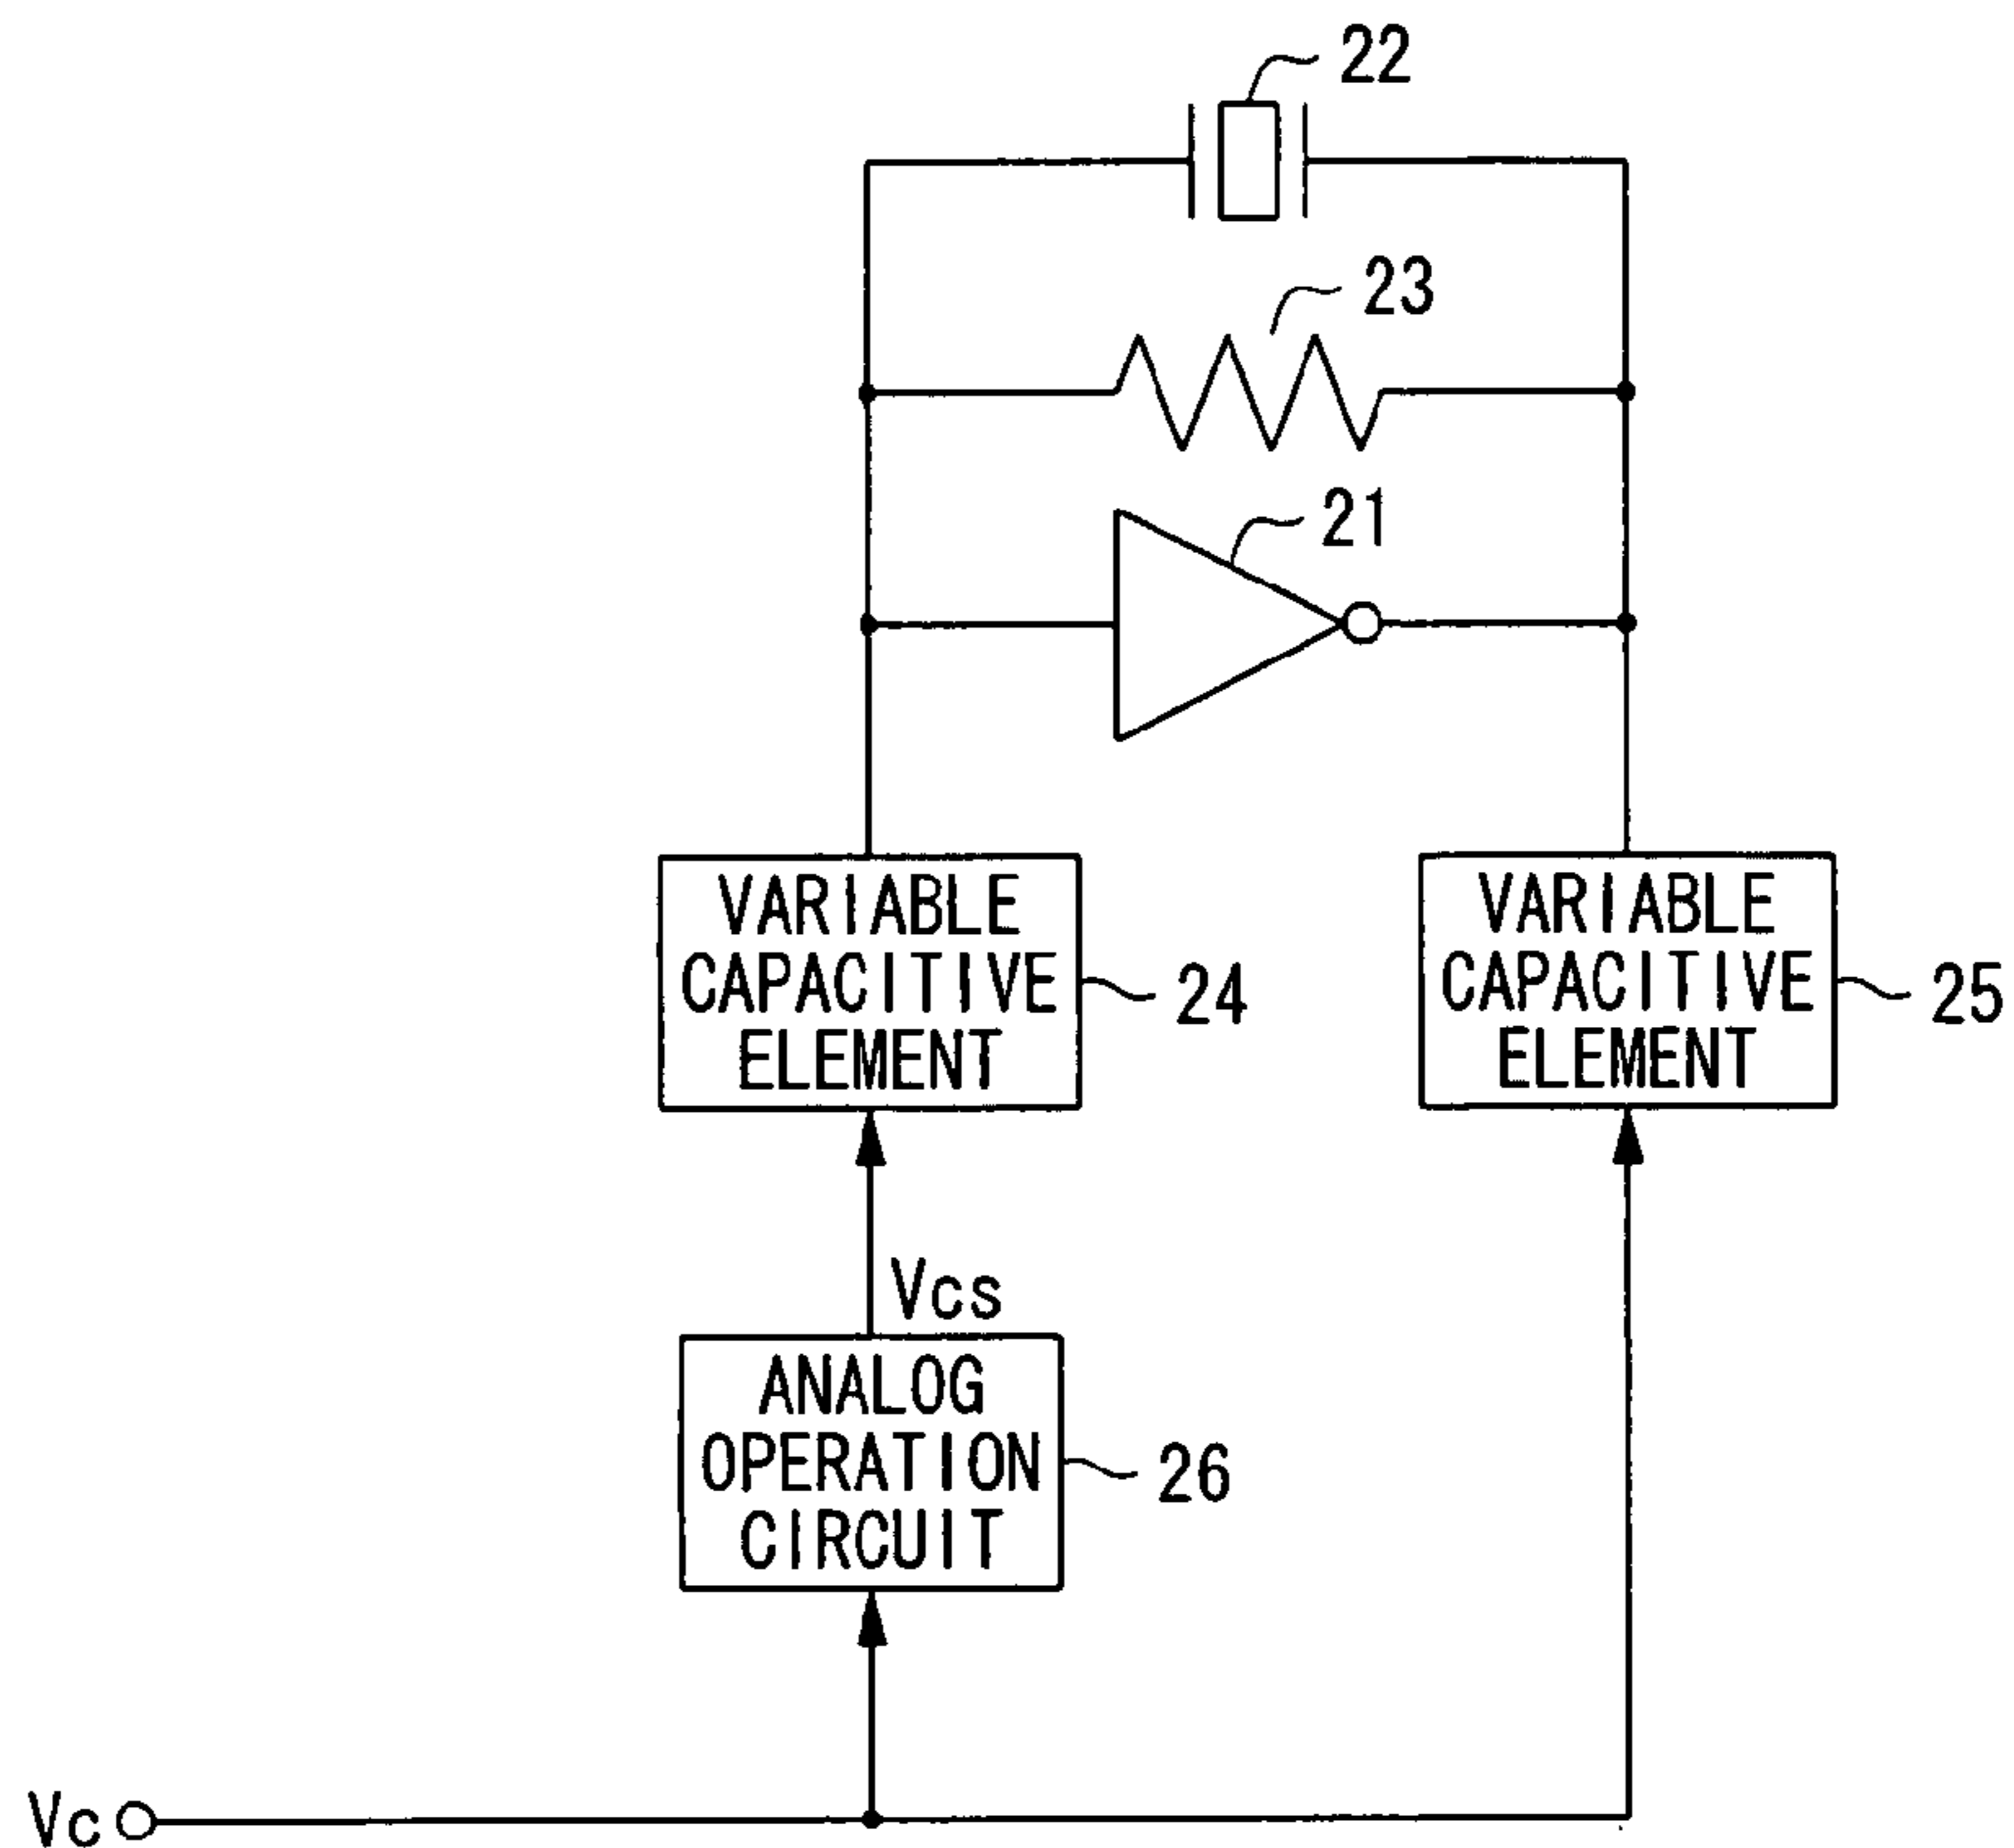 22
23
21
VARIABLE
CAPACITIVE
ELEMENT
24
VARIABLE
CAPACITIVE
ELEMENT
25
Vcs
ANALOG
OPERATION
CIRCUIT
26
Vc